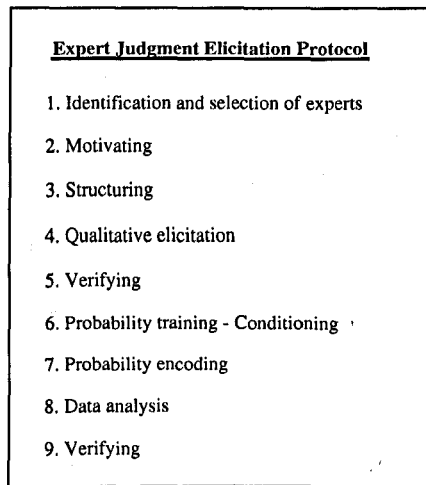 Expert Judgment Elicitation Protocol
1. Identification and selection of experts
2. Motivating
3. Structuring
4. Qualitative elicitation
5. Verifying
6. Probability training - Conditioning
7. Probability encoding
8. Data analysis
9. Verifying